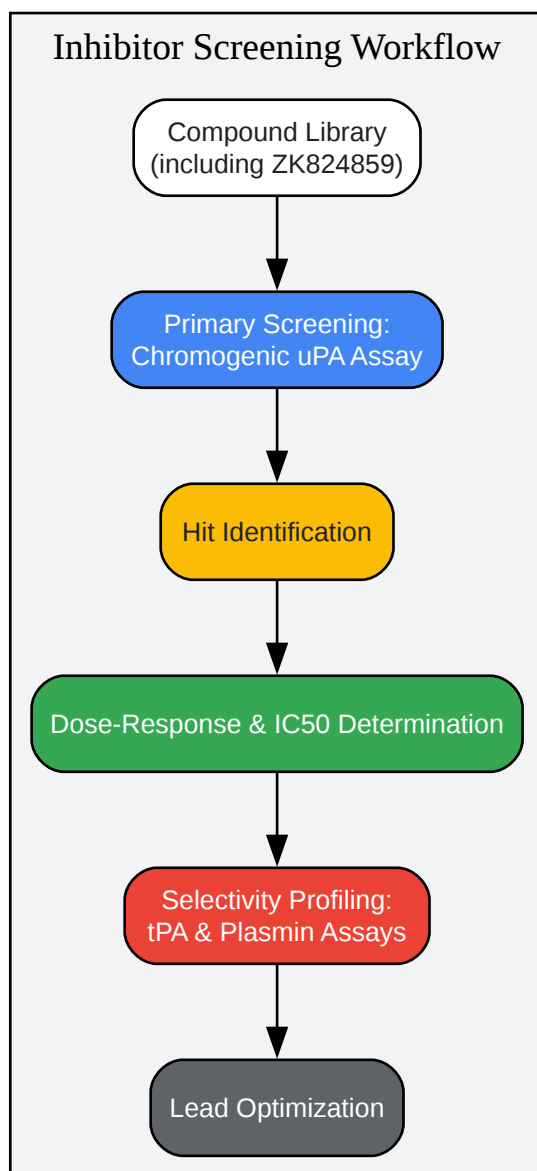 Inhibitor Screening Workflow
Compound Library
(including ZK824859)
Primary Screening:
Chromogenic uPA Assay
Hit Identification
Dose-Response & IC50 Determination
Selectivity Profiling:
tPA & Plasmin Assays
Lead Optimization